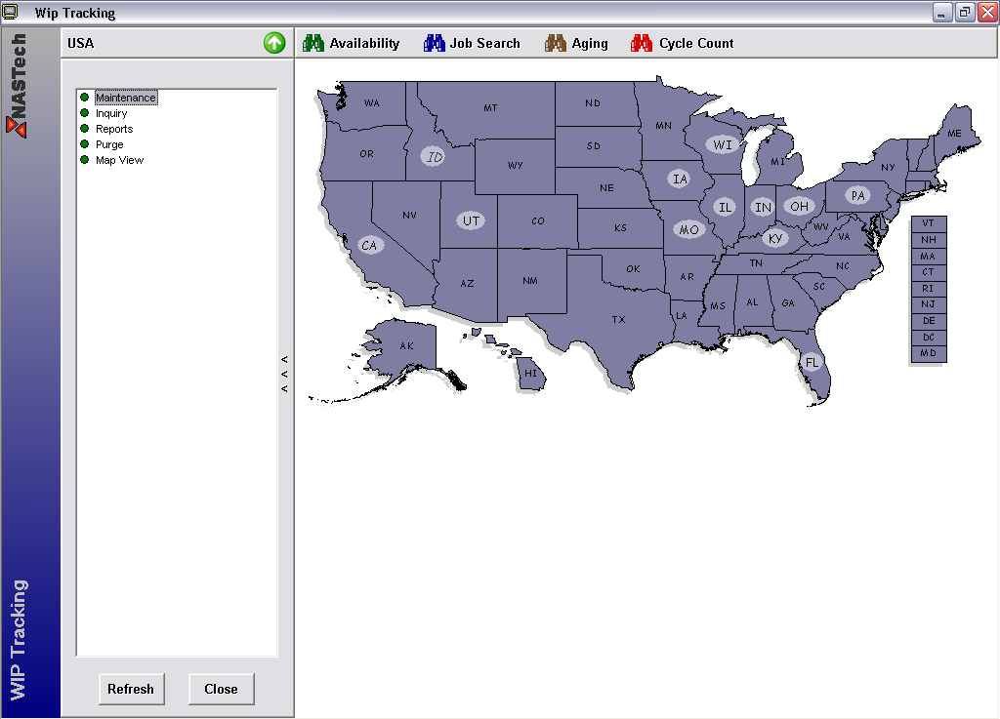 Wip Tracking
NASTech
WIP Tracking
USA
Availability
Job Search
Aging
Cycle Count
Maintenance
Inquiry
Reports
Purge
Map View
<
<
<
Refresh
Close
WA
MT
ND
MN
WI
MI
ME
OR
ID
SD
NY
WY
IA
PA
NE
NV
UT
CO
IL
IN
OH
KS
MO
KY
WV
VA
CA
AZ
NM
OK
AR
TN
NC
SC
TX
LA
MS
AL
GA
FL
AK
HI
VT
NH
MA
CT
RI
NJ
DE
DC
MD